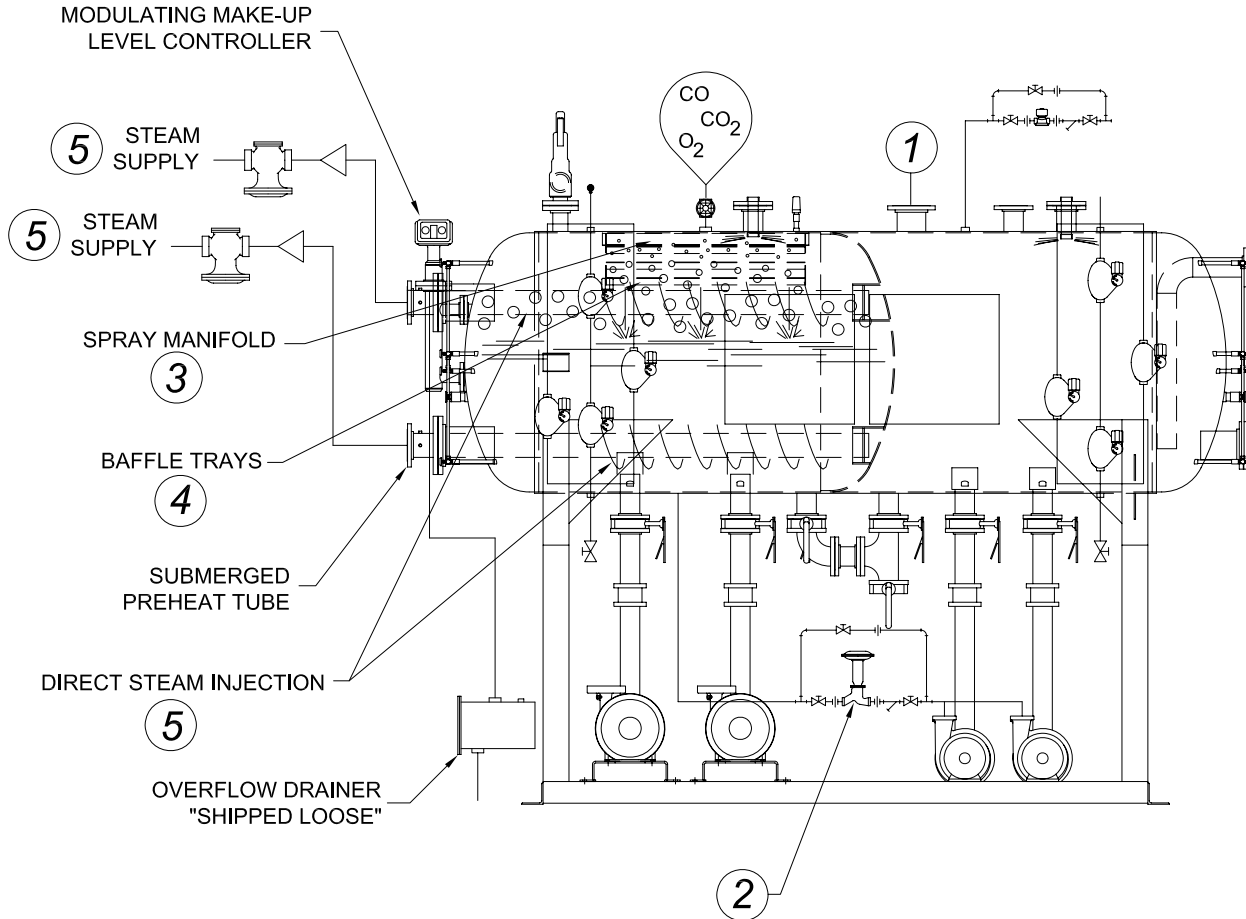 MODULATING MAKE-UP
LEVEL CONTROLLER
CO
CO2
O2
1
5
STEAM
SUPPLY
5
STEAM
SUPPLY
SPRAY MANIFOLD
3
BAFFLE TRAYS
4
SUBMERGED
PREHEAT TUBE
DIRECT STEAM INJECTION
5
OVERFLOW DRAINER
"SHIPPED LOOSE"
2